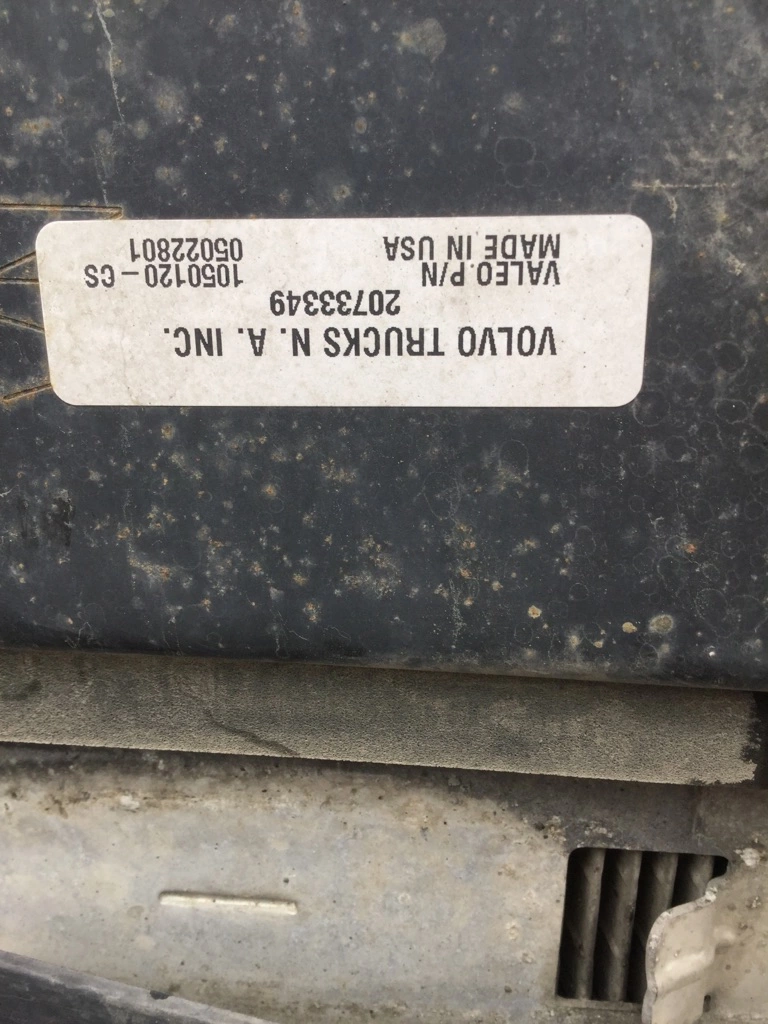 VOLVO TRUCKS N. A. INC.
20733349
VALEO P/N 1050120-CS
MADE IN USA 05022801